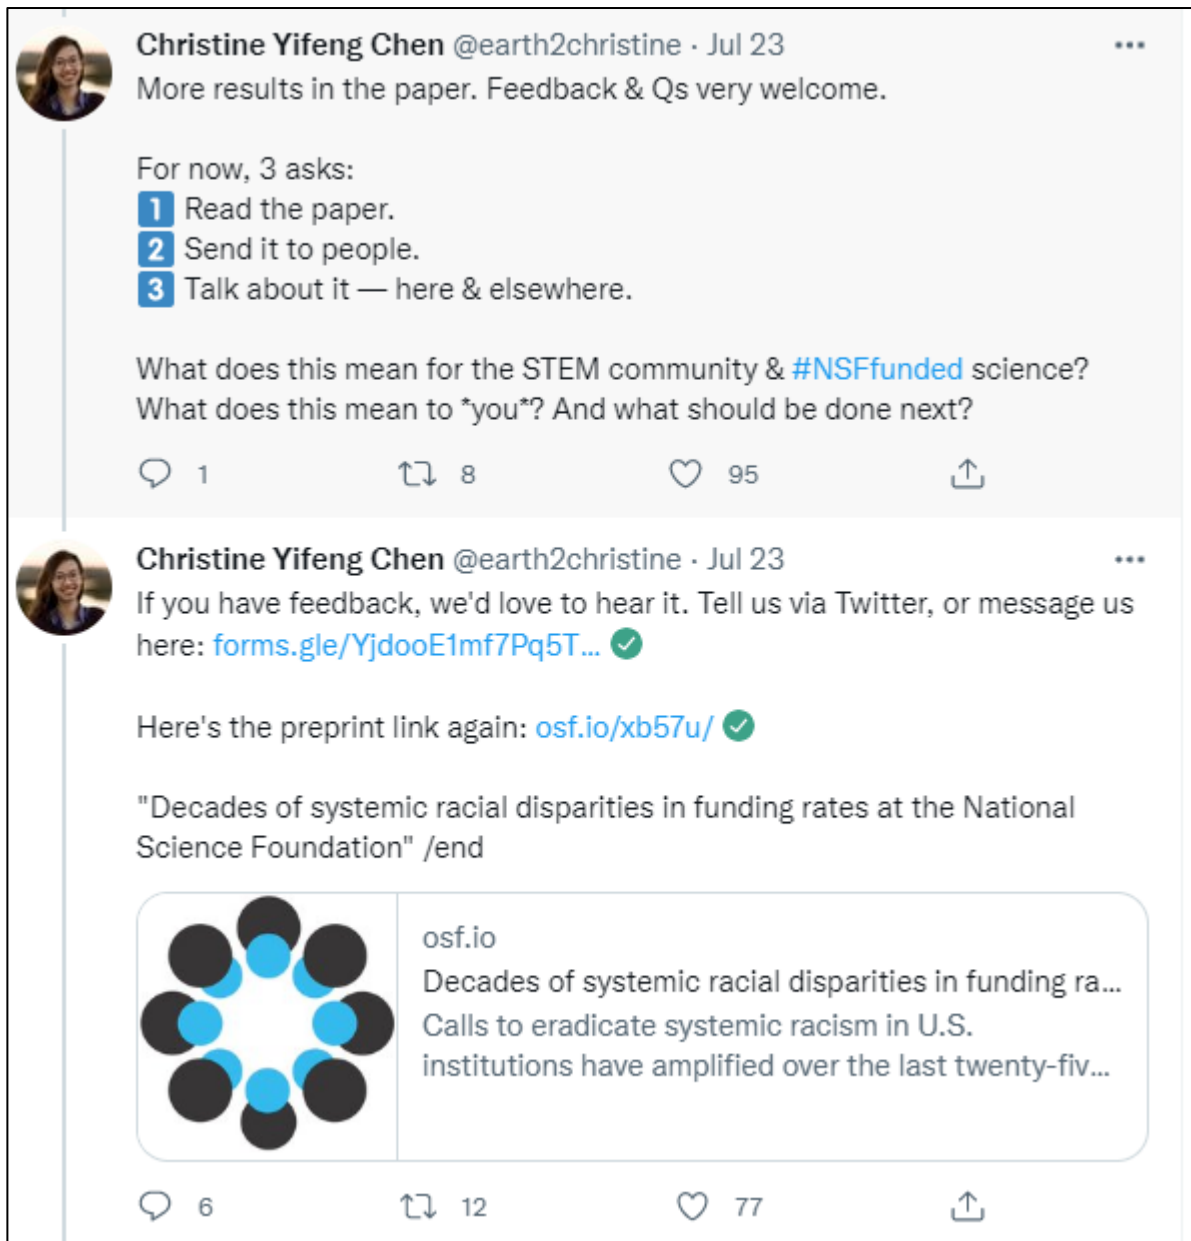 Christine Yifeng Chen @earth2christine · Jul 23
More results in the paper. Feedback & Qs very welcome.
For now, 3 asks:
1 Read the paper.
2 Send it to people.
3 Talk about it — here & elsewhere.
What does this mean for the STEM community & #NSFfunded science?
What does this mean to *you*? And what should be done next?
1 8 95
Christine Yifeng Chen @earth2christine · Jul 23
If you have feedback, we'd love to hear it. Tell us via Twitter, or message us
here: forms.gle/YjdooE1mf7Pq5T...
Here's the preprint link again: osf.io/xb57u/
"Decades of systemic racial disparities in funding rates at the National
Science Foundation" /end
osf.io
Decades of systemic racial disparities in funding ra...
Calls to eradicate systemic racism in U.S.
institutions have amplified over the last twenty-fiv...
6 12 77